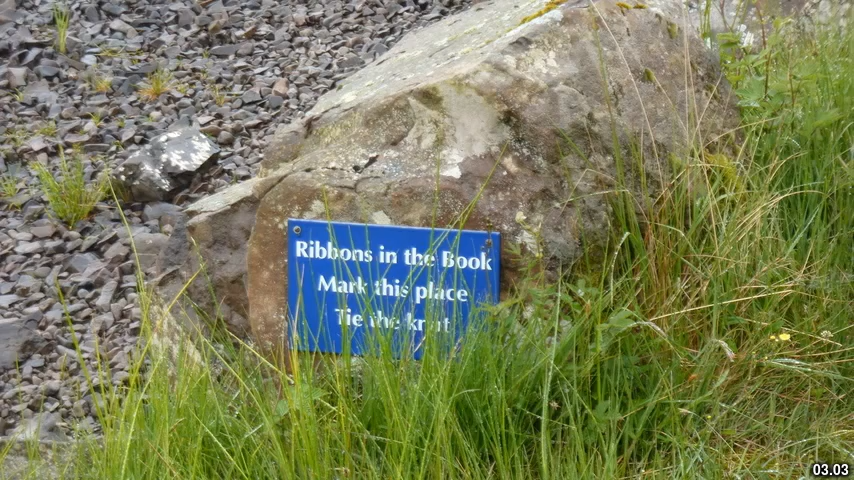 Ribbons in the Book
Mark this place
Tie the knot
03.03